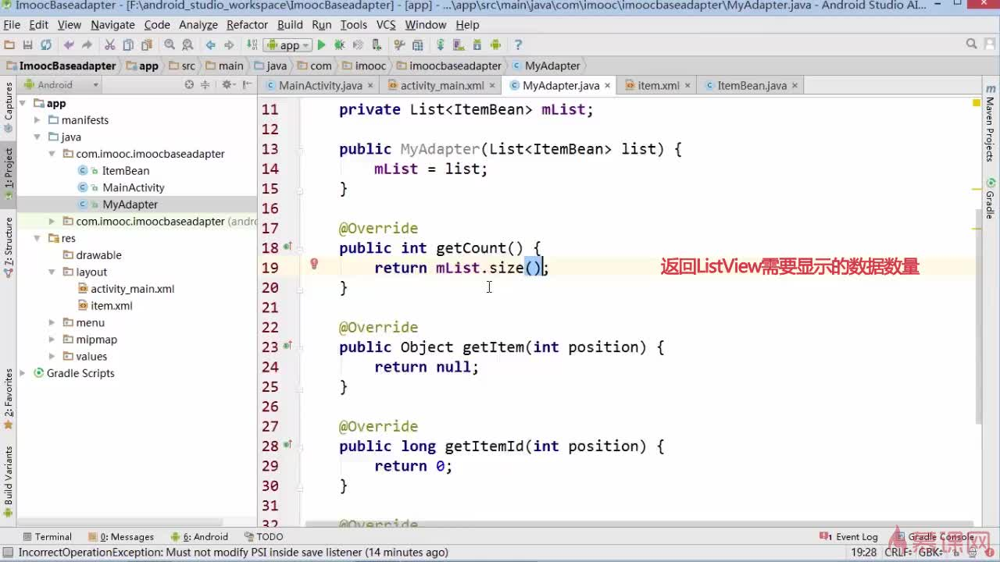 ImoocBaseadapter - [F:\android_studio_workspace\ImoocBaseadapter] - [app] - ...\app\src\main\java\com\imooc\imoocbaseadapter\MyAdapter.java - Android Studio AI...
File Edit View Navigate Code Analyze Refactor Build Run Tools VCS Window Help
app
ImoocBaseadapter app src main java com imooc imoocbaseadapter MyAdapter
Android
MainActivity.java activity_main.xml MyAdapter.java item.xml ItemBean.java
Captures
1: Project
Z: Structure
2: Favorites
Build Variants
app
manifests
java
com.imooc.imoocbaseadapter
ItemBean
MainActivity
MyAdapter
com.imooc.imoocbaseadapter (andro
res
drawable
layout
activity_main.xml
item.xml
menu
mipmap
values
Gradle Scripts
11 private List<ItemBean> mList;
12
13 public MyAdapter(List<ItemBean> list) {
14 mList = list;
15 }
16
17 @Override
18 public int getCount() {
19 return mList.size(); 返回ListView需要显示的数据数量
20 }
21
22 @Override
23 public Object getItem(int position) {
24 return null;
25 }
26
27 @Override
28 public long getItemId(int position) {
29 return 0;
30 }
31
32 @Override
Maven Projects
Gradle
Terminal 0: Messages 6: Android TODO 1 Event Log Gradle Console
IncorrectOperationException: Must not modify PSI inside save listener (14 minutes ago) 19:28 CRLF÷ GBK÷
慕课网